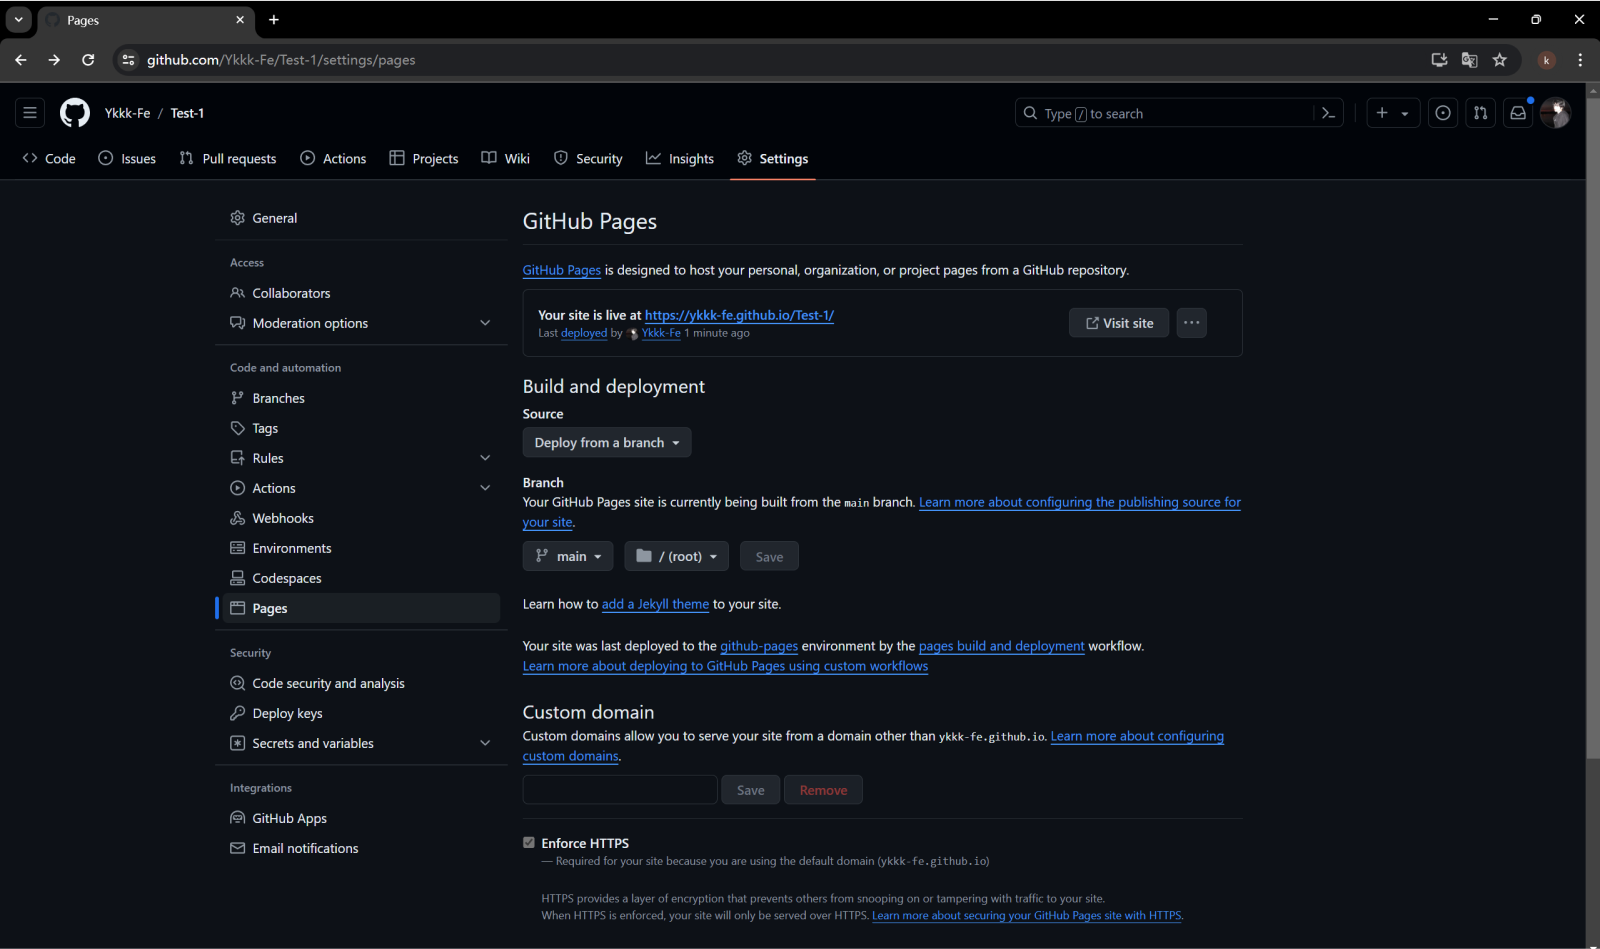 Pages
github.com/Ykkk-Fe/Test-1/settings/pages
k
Ykkk-Fe / Test-1
Type / to search
Code
Issues
Pull requests
Actions
Projects
Wiki
Security
Insights
Settings
General
Access
Collaborators
Moderation options
Code and automation
Branches
Tags
Rules
Actions
Webhooks
Environments
Codespaces
Pages
Security
Code security and analysis
Deploy keys
Secrets and variables
Integrations
GitHub Apps
Email notifications
GitHub Pages
GitHub Pages is designed to host your personal, organization, or project pages from a GitHub repository.
Your site is live at https://ykkk-fe.github.io/Test-1/
Last deployed by Ykkk-Fe 1 minute ago
Visit site
Build and deployment
Source
Deploy from a branch
Branch
Your GitHub Pages site is currently being built from the main branch. Learn more about configuring the publishing source for
your site.
main
/ (root)
Save
Learn how to add a Jekyll theme to your site.
Your site was last deployed to the github-pages environment by the pages build and deployment workflow.
Learn more about deploying to GitHub Pages using custom workflows
Custom domain
Custom domains allow you to serve your site from a domain other than ykkk-fe.github.io. Learn more about configuring
custom domains.
Save
Remove
Enforce HTTPS
— Required for your site because you are using the default domain (ykkk-fe.github.io)
HTTPS provides a layer of encryption that prevents others from snooping on or tampering with traffic to your site.
When HTTPS is enforced, your site will only be served over HTTPS. Learn more about securing your GitHub Pages site with HTTPS.